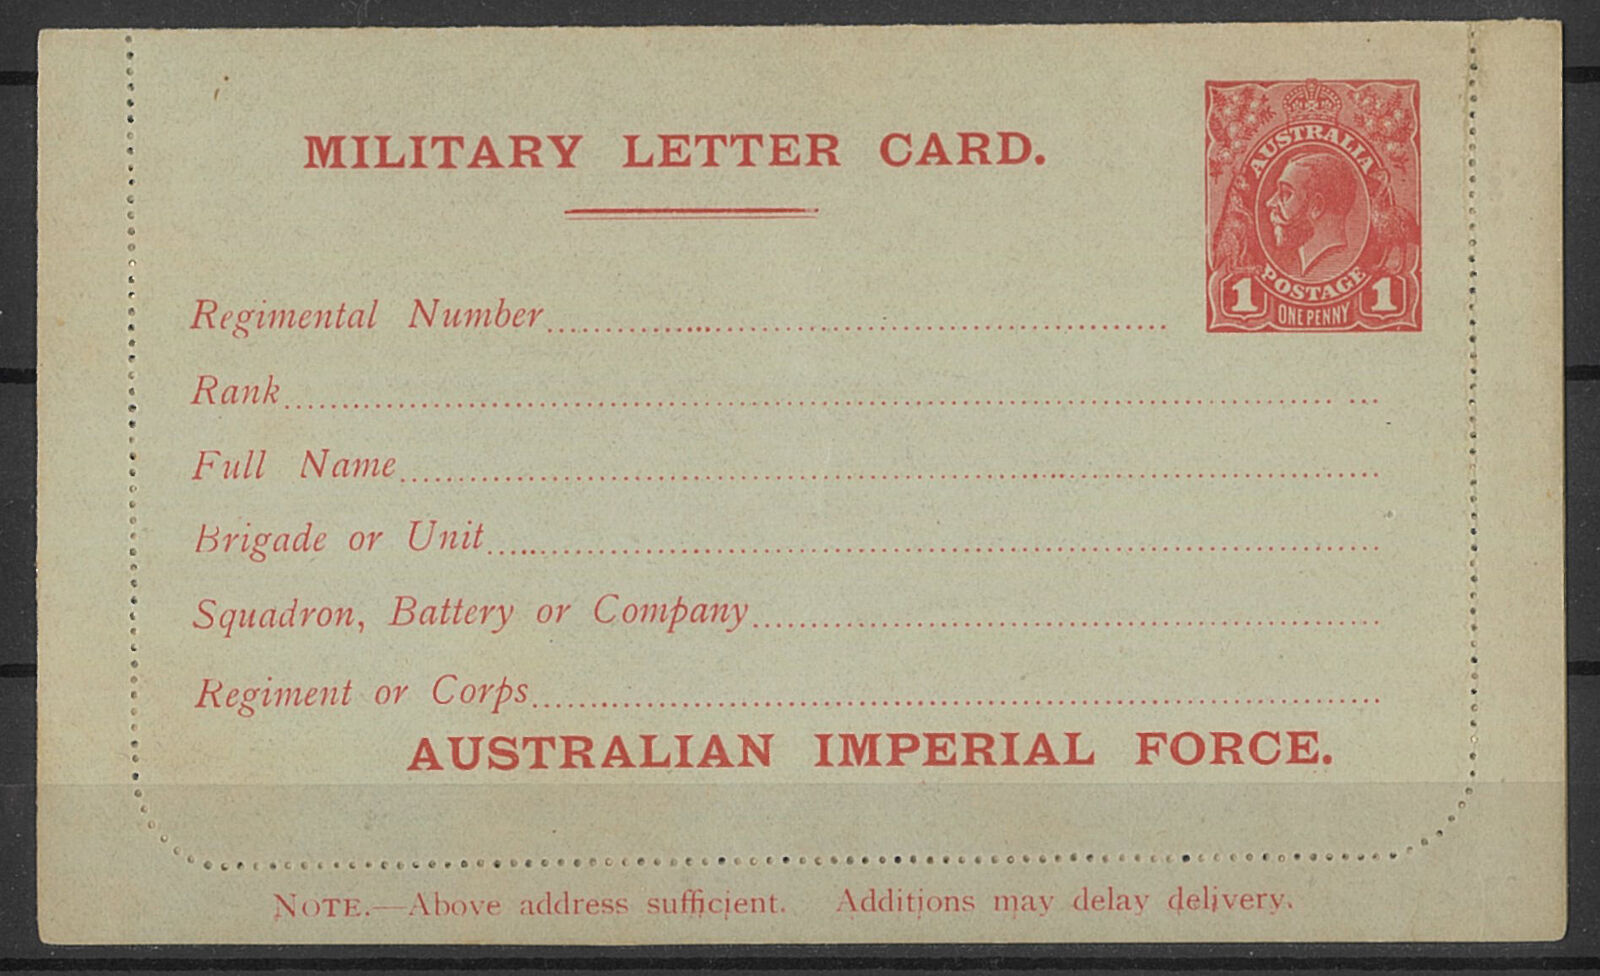 MILITARY LETTER CARD.
AUSTRALIA
POSTAGE
1 ONE PENNY 1
Regimental Number
Rank
Full Name
Brigade or Unit
Squadron, Battery or Company
Regiment or Corps
AUSTRALIAN IMPERIAL FORCE.
NOTE.—Above address sufficient. Additions may delay delivery.